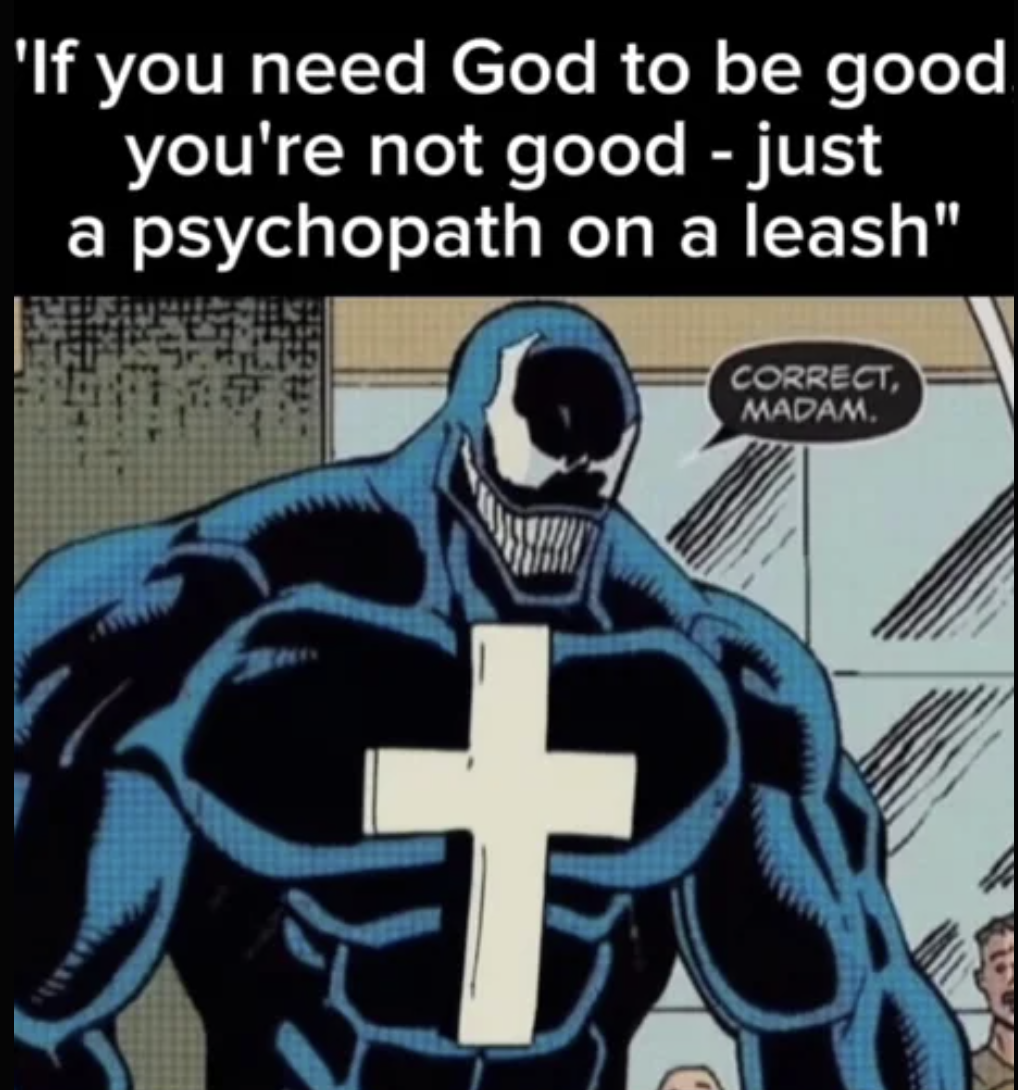 'If you need God to be good.
you're not good - just
a psychopath on a leash"
CORRECT,
MADAM.